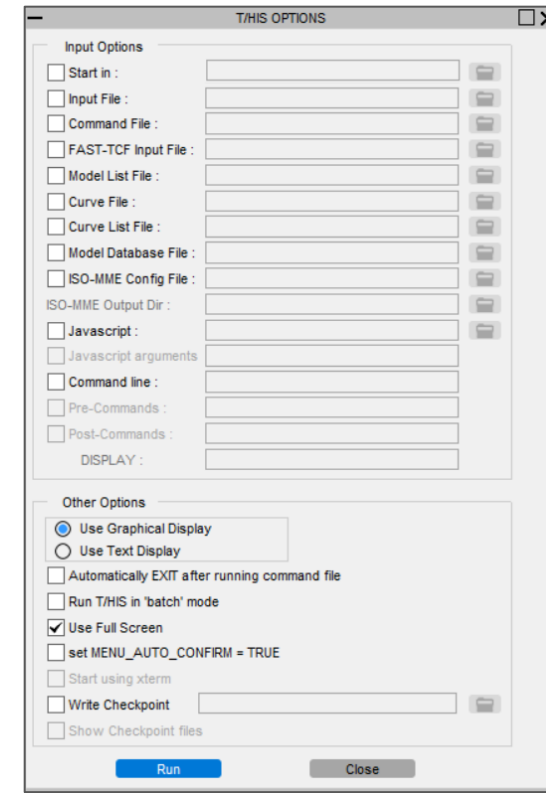 T/HIS OPTIONS
Input Options
Start in :
Input File :
Command File :
FAST-TCF Input File :
Model List File :
Curve File :
Curve List File :
Model Database File :
ISO-MME Config File :
ISO-MME Output Dir :
Javascript :
Javascript arguments
Command line :
Pre-Commands :
Post-Commands :
DISPLAY :
Other Options
Use Graphical Display
Use Text Display
Automatically EXIT after running command file
Run T/HIS in 'batch' mode
Use Full Screen
set MENU_AUTO_CONFIRM = TRUE
Start using xterm
Write Checkpoint
Show Checkpoint files
Run Close